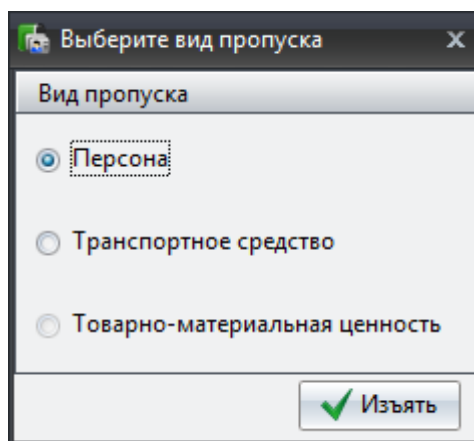 Выберите вид пропуска
Вид пропуска
Персона
Транспортное средство
Товарно-материальная ценность
Изъять